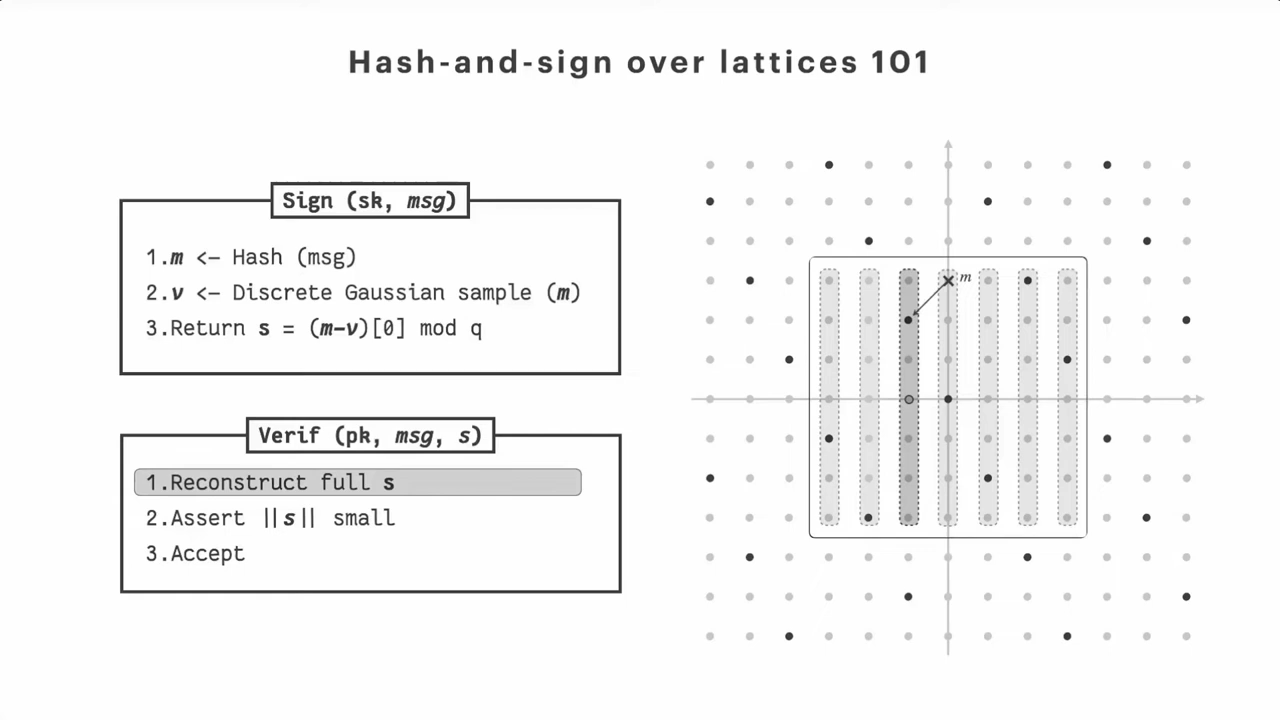 Hash-and-sign over lattices 101
Sign (sk, msg)
1.m <- Hash (msg)
2.v <- Discrete Gaussian sample (m)
3.Return s = (m-v)[0] mod q
Verif (pk, msg, s)
1.Reconstruct full s
2.Assert ||s|| small
3.Accept
m